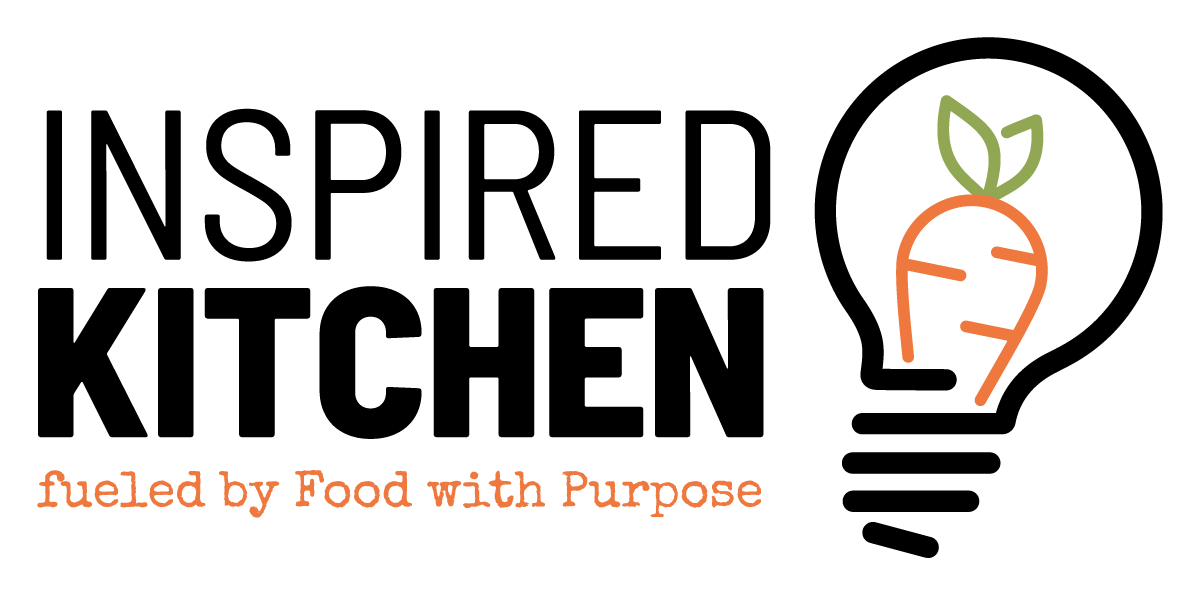 INSPIRED
KITCHEN
fueled by Food with Purpose